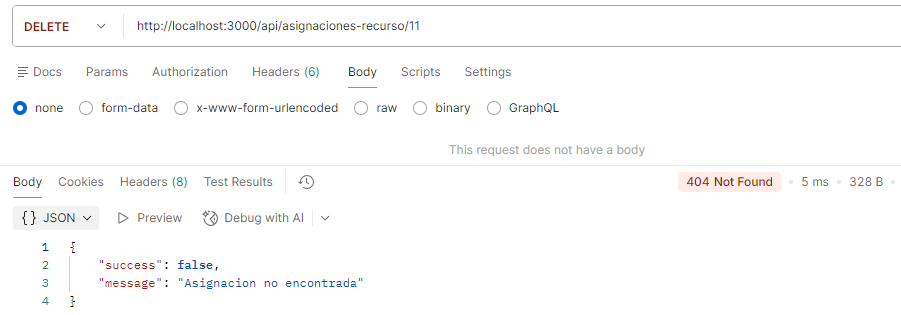 DELETE http://localhost:3000/api/asignaciones-recurso/11
Docs Params Authorization Headers (6) Body Scripts Settings
none form-data x-www-form-urlencoded raw binary GraphQL
This request does not have a body
Body Cookies Headers (8) Test Results 404 Not Found • 5 ms • 328 B •
{} JSON Preview Debug with AI
1 {
2 "success": false,
3 "message": "Asignacion no encontrada"
4 }